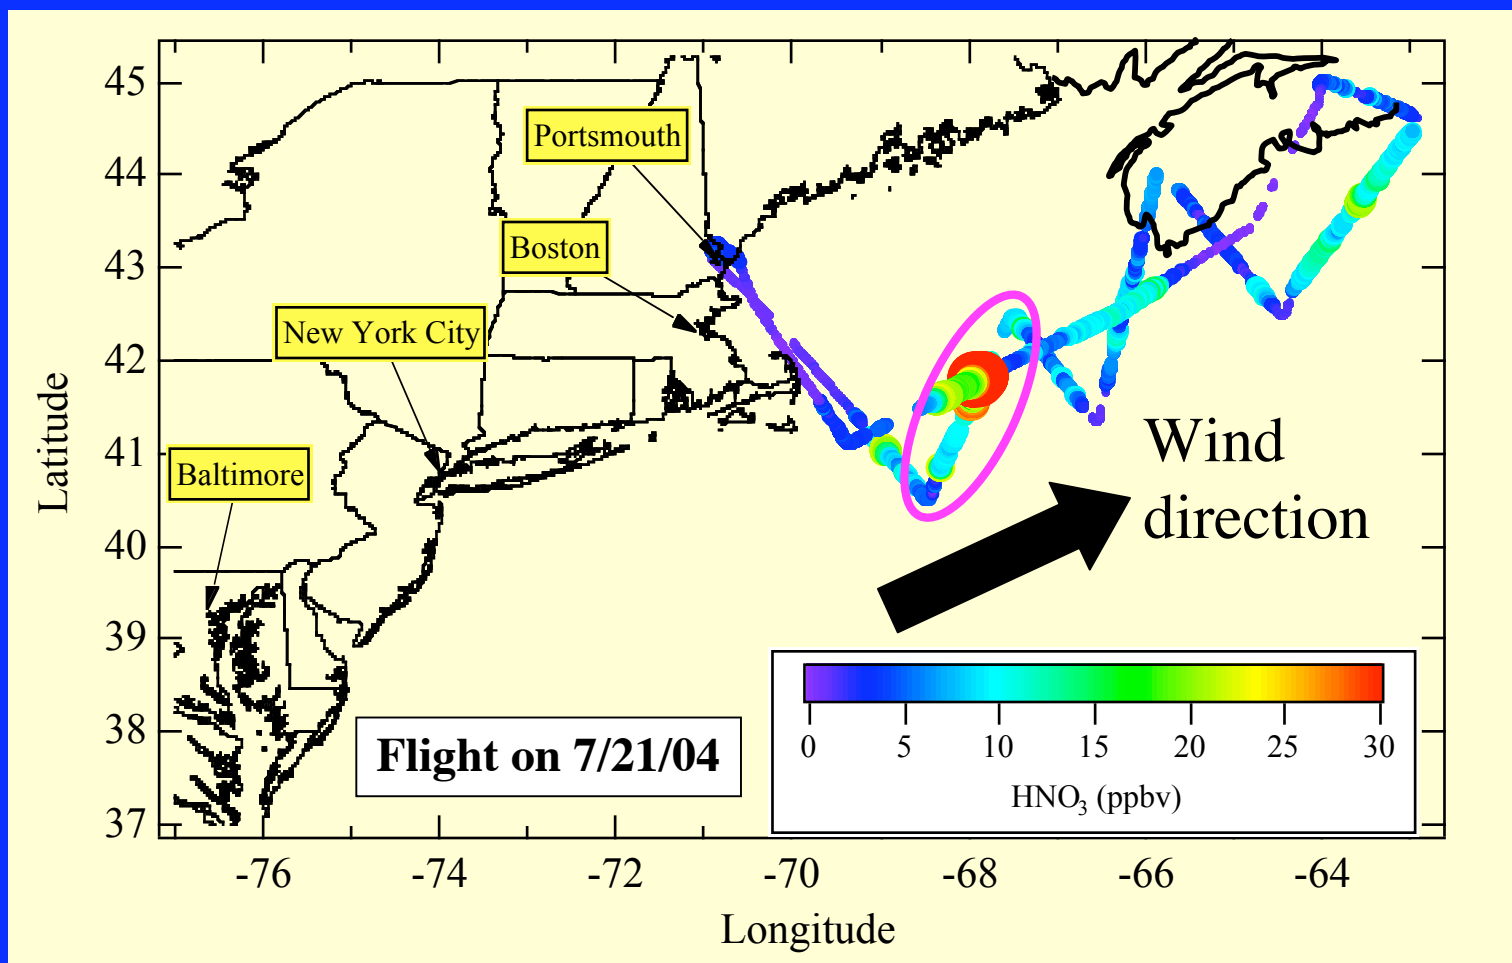 45
44
43
42
41
40
39
38
37
Latitude
Portsmouth
Boston
New York City
Baltimore
Wind
direction
Flight on 7/21/04
0 5 10 15 20 25 30
HNO₃ (ppbv)
-76 -74 -72 -70 -68 -66 -64
Longitude